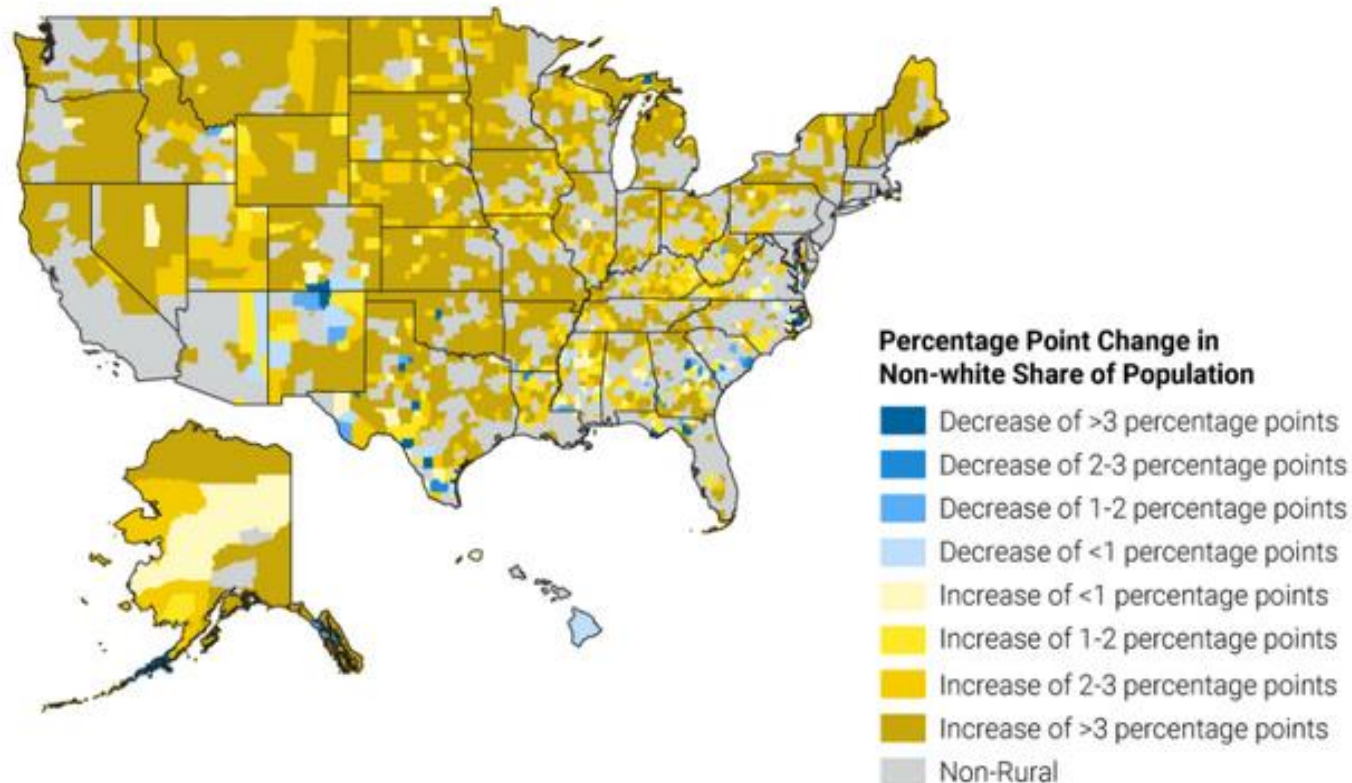 Percentage Point Change in
Non-white Share of Population
Decrease of >3 percentage points
Decrease of 2-3 percentage points
Decrease of 1-2 percentage points
Decrease of <1 percentage points
Increase of <1 percentage points
Increase of 1-2 percentage points
Increase of 2-3 percentage points
Increase of >3 percentage points
Non-Rural